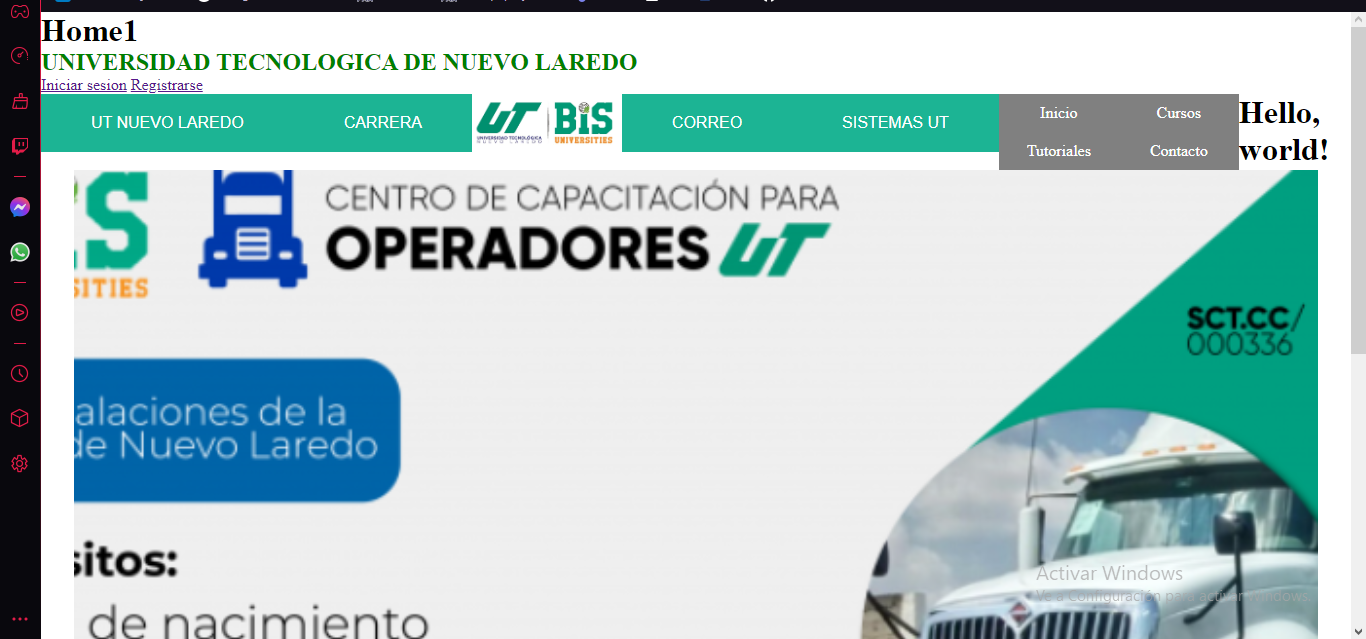 Home1
UNIVERSIDAD TECNOLOGICA DE NUEVO LAREDO
Iniciar sesion Registrarse
UT NUEVO LAREDO CARRERA UT BIS CORREO SISTEMAS UT
UNIVERSIDAD TECNOLÓGICA
NUEVO LAREDO UNIVERSITIES
Inicio Cursos
Tutoriales Contacto
Hello,
world!
IS CENTRO DE CAPACITACIÓN PARA
OPERADORES UT
SITIES
SCT.CC/
000336
alaciones de la
de Nuevo Laredo
sitos:
de nacimiento
Activar Windows
Ve a Configuración para activar Windows.